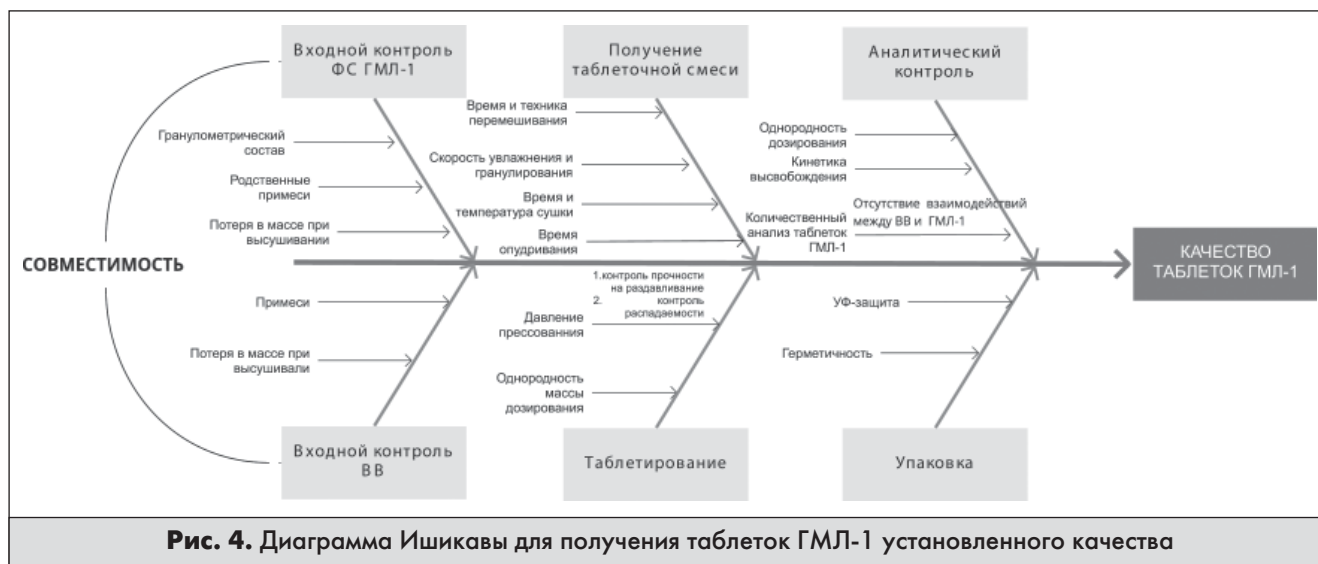 Входной контроль
ФС ГМЛ-1
Получение
таблеточной смеси
Аналитический
контроль
Гранулометрический
состав
Родственные
примеси
Потеря в массе при
высушивании
Время и техника
перемешивания
Скорость увлажнения и
гранулирования
Время и
температура сушки
Время
опудривания
Однородность
дозирования
Кинетика
высвобождения
Количественный
анализ таблеток
ГМЛ-1
Отсутствие взаимодействий
между ВВ и ГМЛ-1
СОВМЕСТИМОСТЬ
КАЧЕСТВО
ТАБЛЕТОК ГМЛ-1
Примеси
Потеря в массе при
высушивали
1.контроль прочности
на раздавливание
2. контроль
распадаемости
Давление
прессованния
Однородность
массы
дозирования
УФ-защита
Герметичность
Входной контроль
ВВ
Таблетирование
Упаковка
Рис. 4. Диаграмма Ишикавы для получения таблеток ГМЛ-1 установленного качества